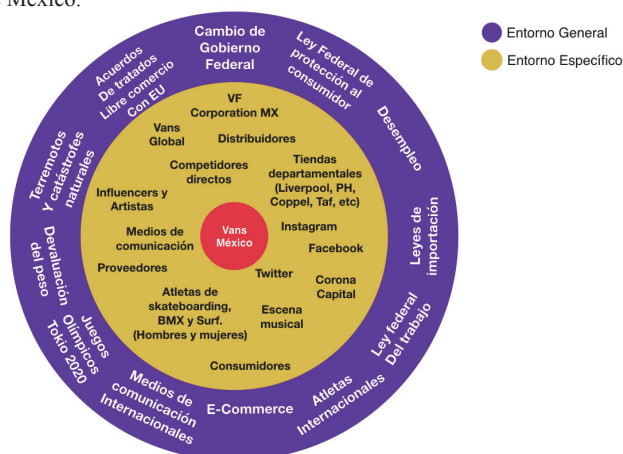 México.
Entorno General
Entorno Específico
Cambio de
Gobierno
Federal
Ley Federal de
protección al
consumidor
Desempleo
Leyes de
importación
Ley federal
Del trabajo
Atletas
Internacionales
E-Commerce
Medios de
comunicación
Internacionales
Juegos
Olímpicos
Tokio 2020
Devaluación
del peso
Terremotos
Y catástrofes
naturales
Acuerdos
De tratados
Libre comercio
Con EU
VF
Corporation MX
Vans
Global
Distribuidores
Competidores
directos
Tiendas
departamentales
(Liverpool, PH,
Coppel, Taf, etc)
Influencers y
Artistas
Instagram
Vans
México
Medios de
comunicación
Facebook
Proveedores
Twitter
Corona
Capital
Atletas de
skateboarding,
BMX y Surf.
(Hombres y mujeres)
Escena
musical
Consumidores